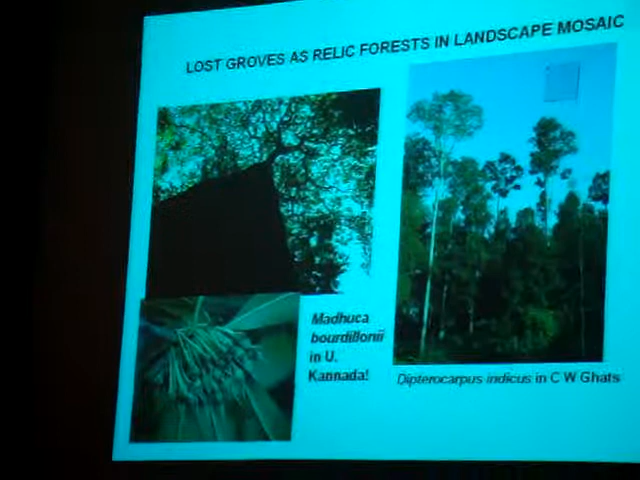 LOST GROVES AS RELIC FORESTS IN LANDSCAPE MOSAIC
Madhuca
bourdillonii
in U.
Kannada!
Dipterocarpus indicus in C W Ghats